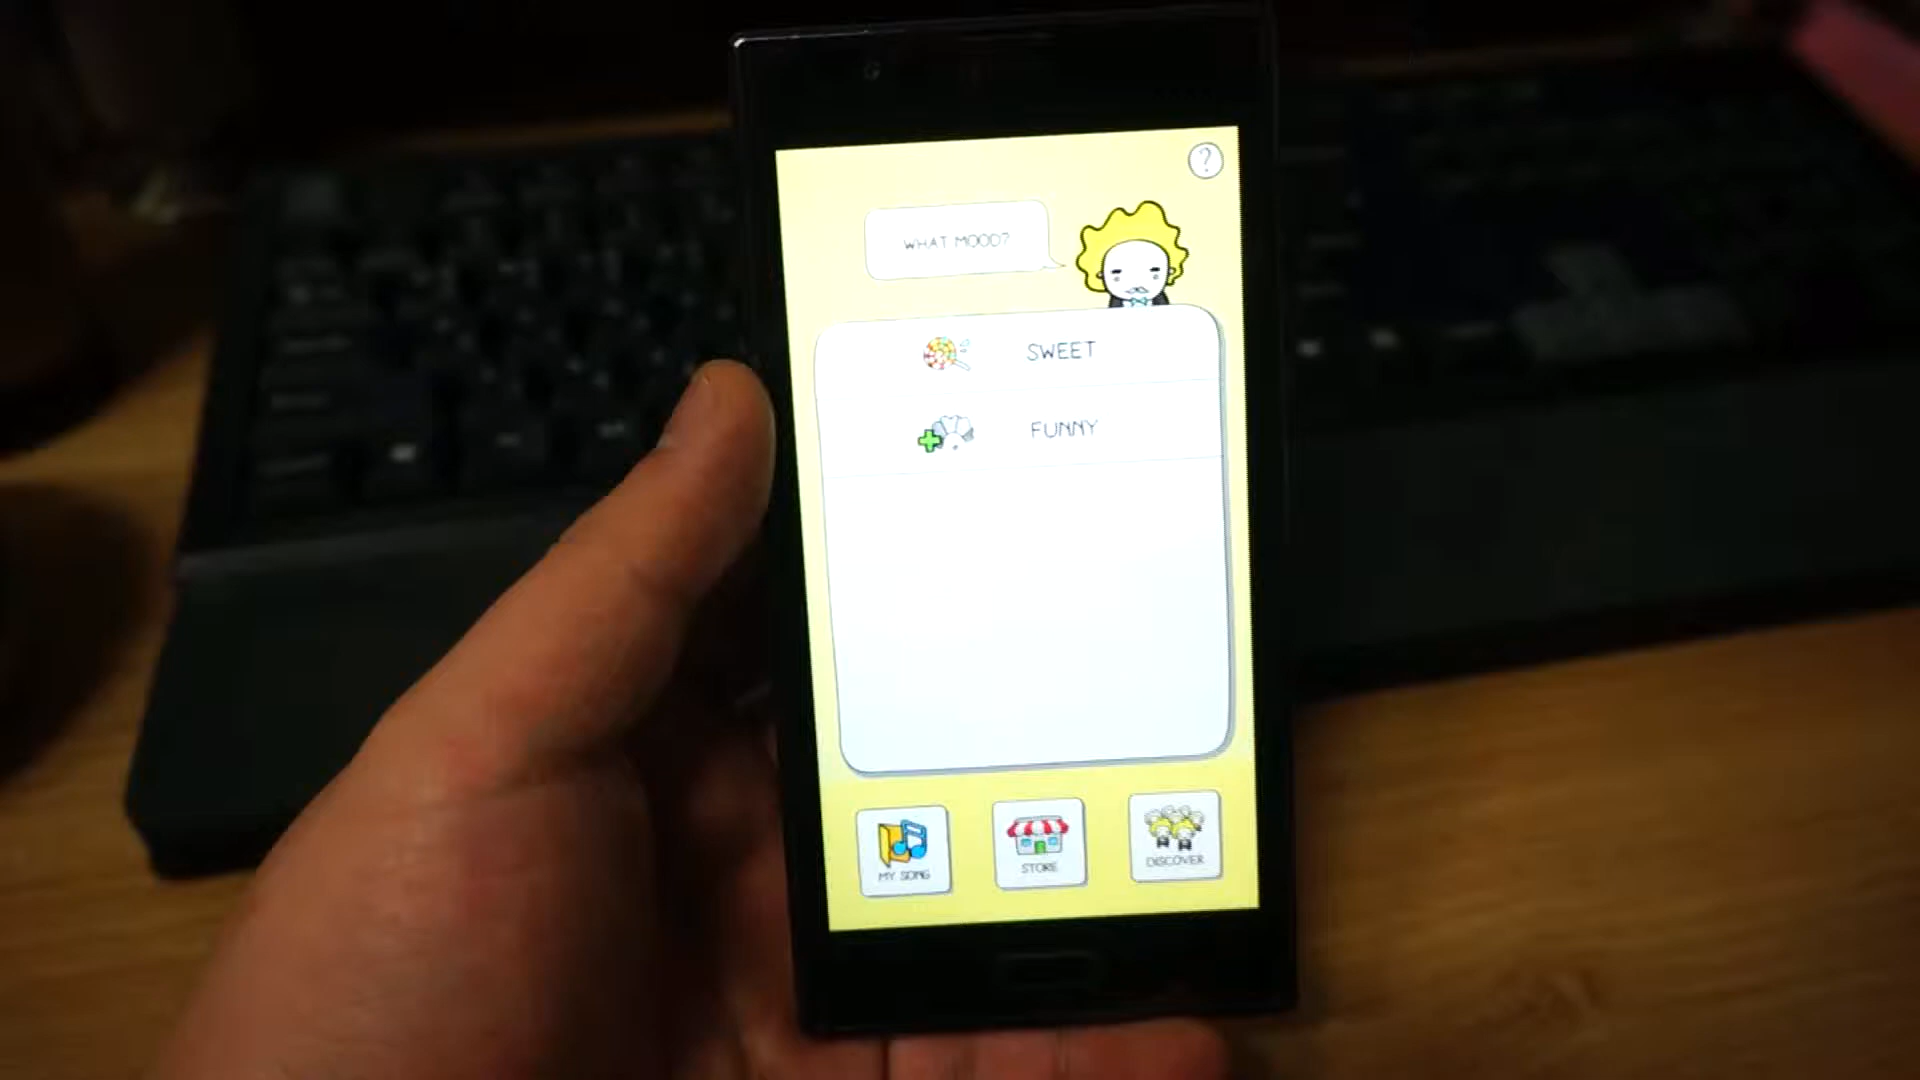 ?
WHAT MOOD?
SWEET
FUNNY
MY SONG
STORE
DISCOVER